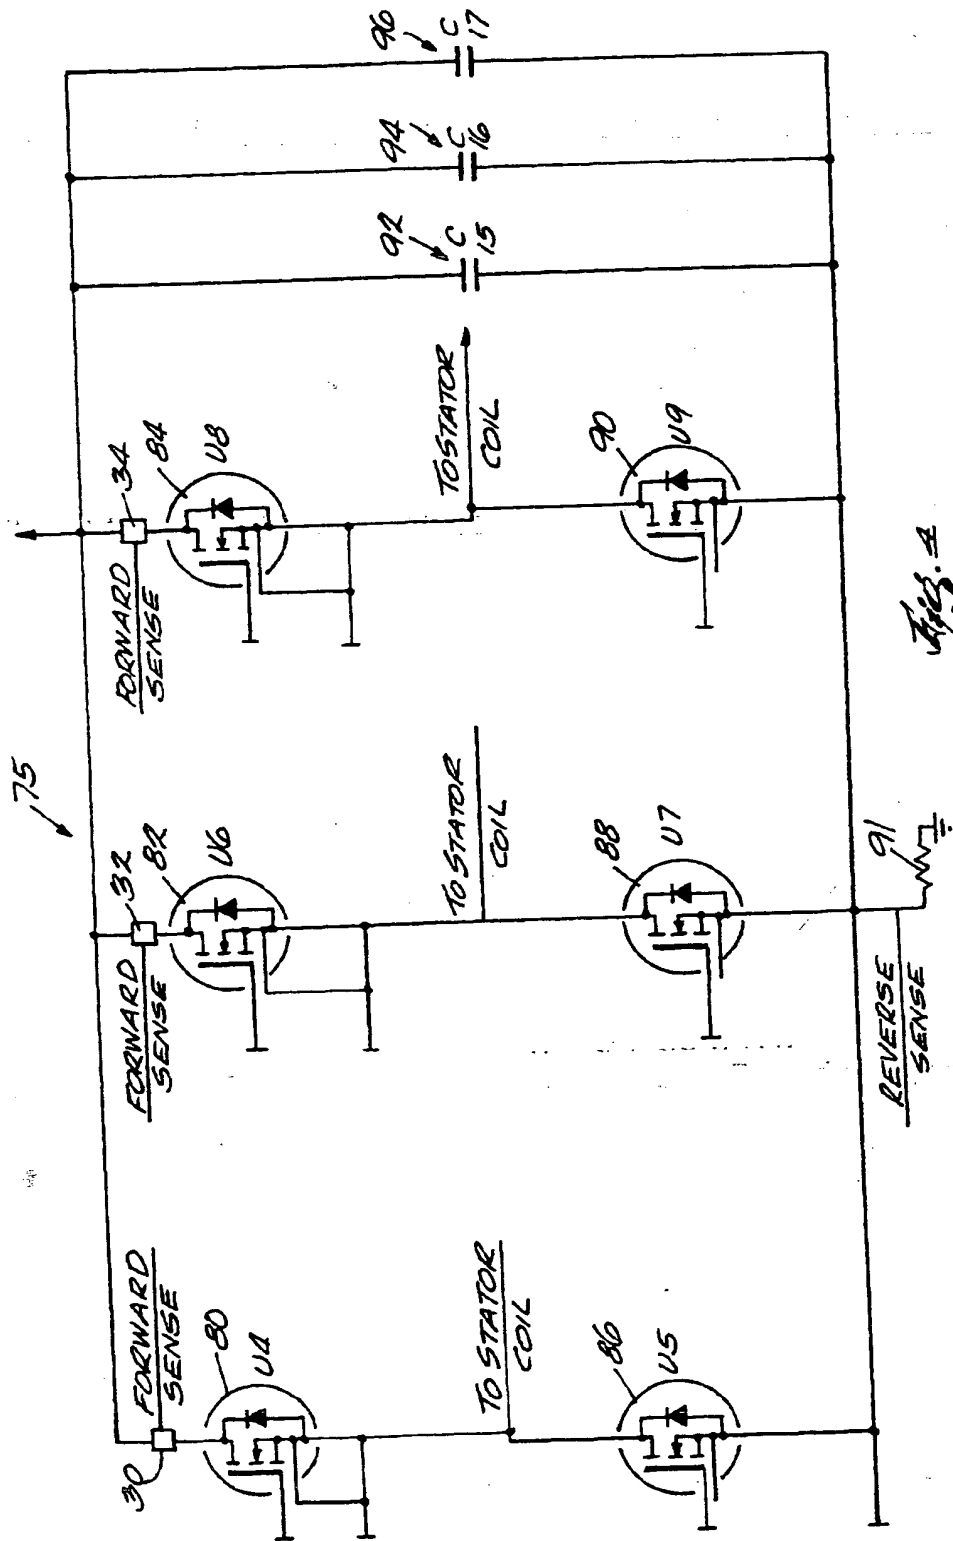 75
96
C
17
94
C
16
92
C
15
34
FORWARD
SENSE
84
U8
TO STATOR
COIL
90
U9
32
FORWARD
SENSE
82
U6
TO STATOR
COIL
88
U7
30
FORWARD
SENSE
80
U4
TO STATOR
COIL
86
U5
91
REVERSE
SENSE
Fig. 4